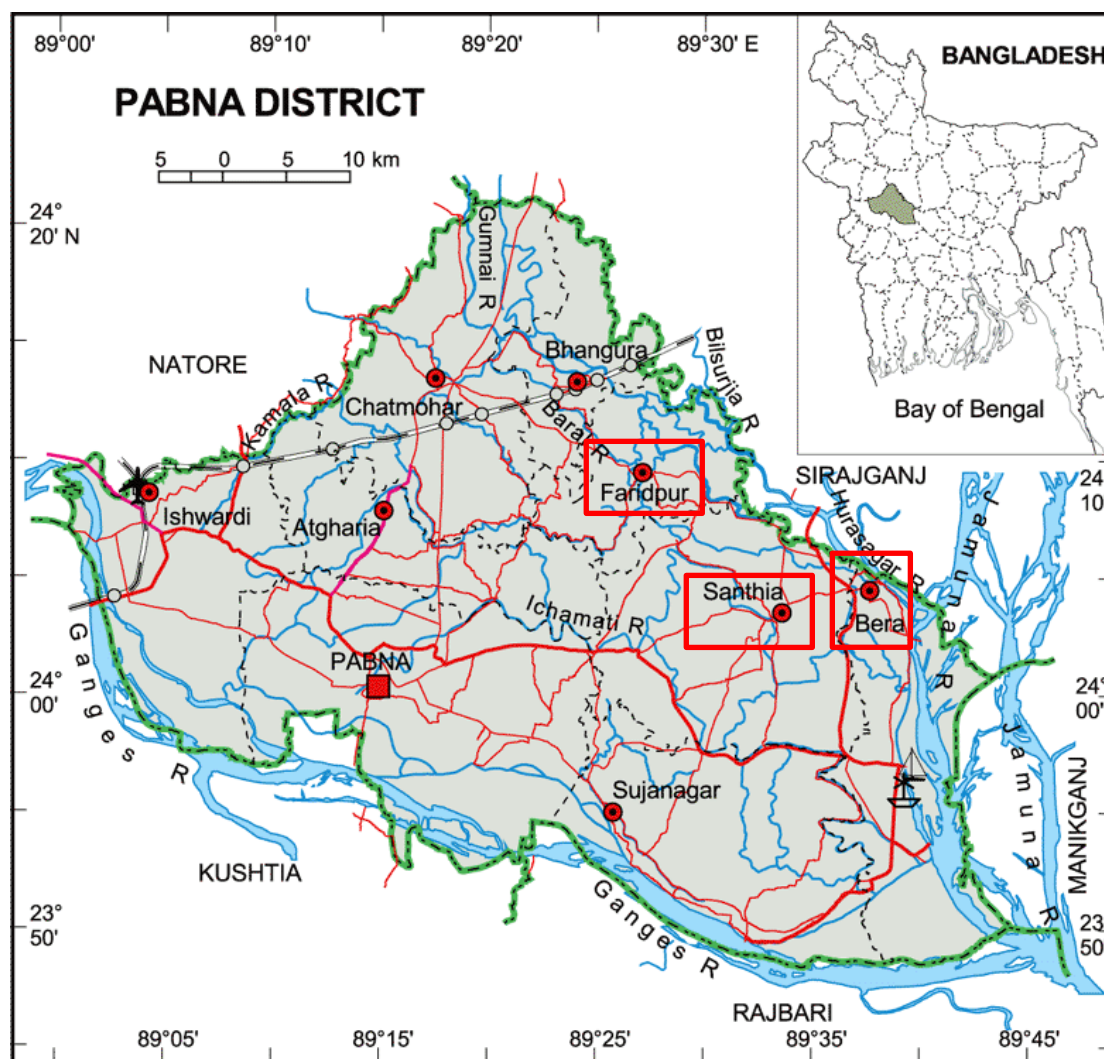 89°00' 89°10' 89°20' 89°30' E
BANGLADESH
PABNA DISTRICT
5 0 5 10 km
24°
20' N
Gumnai R
NATORE
Bhangura
Bilsurjia R
Bay of Bengal
Kamala R
Chatmohar
Baral R
SIRAJGANJ
24
10
Faridpur
Ishwardi
Atgharia
Hurasagar R
Jamuna
Jamuna R
Santhia
Bera
Ichamati R
Ganges R
PABNA
24°
00'
24°
00'
Jamuna R
Sujanagar
MANIKGANJ
KUSHTIA
Ganges R
23°
50'
23
50
RAJBARI
89°05' 89°15' 89°25' 89°35' 89°45'